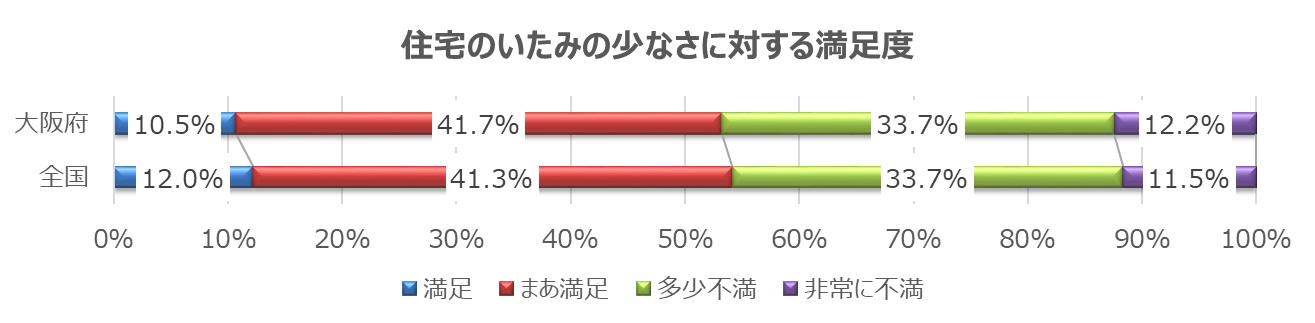 住宅のいたみの少なさに対する満足度
大阪府 10.5% 41.7% 33.7% 12.2%
全国 12.0% 41.3% 33.7% 11.5%
0% 10% 20% 30% 40% 50% 60% 70% 80% 90% 100%
満足 まあ満足 多少不満 非常に不満